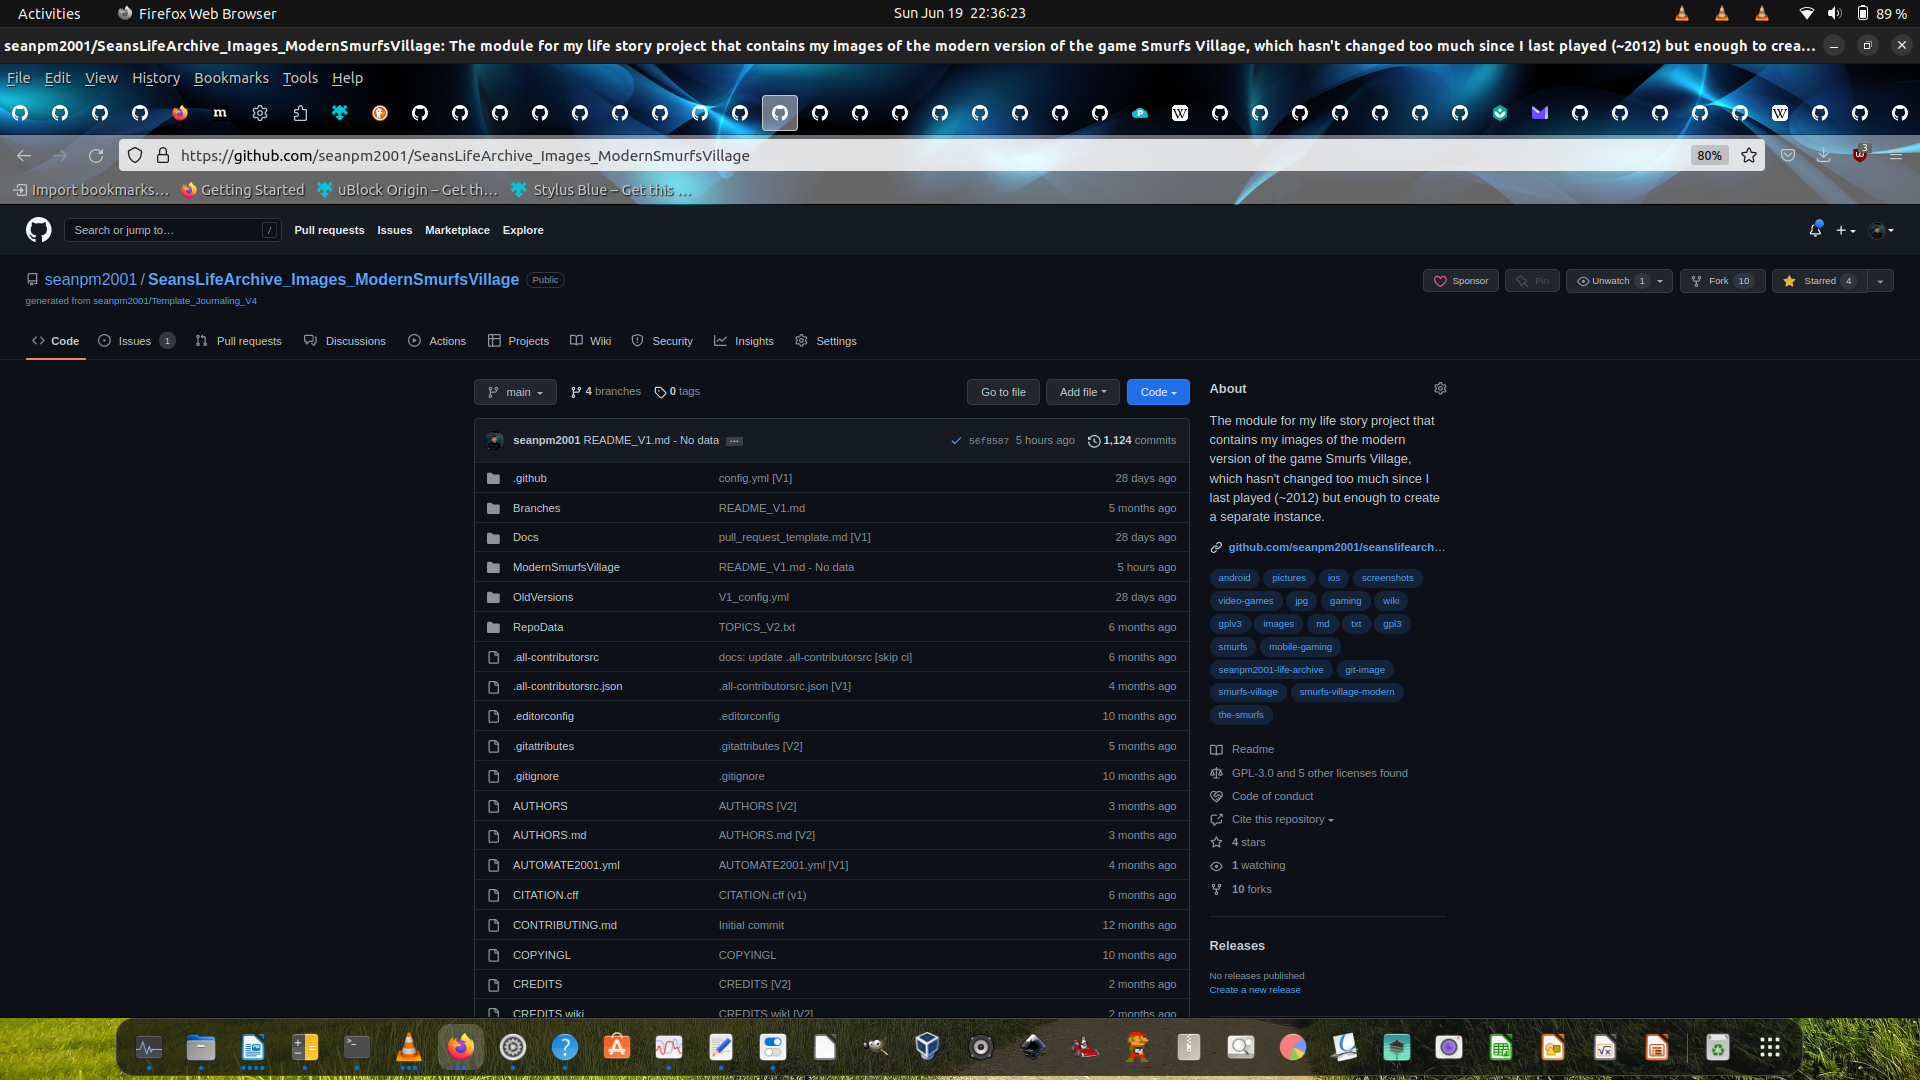 Activities Firefox Web Browser Sun Jun 19 22:36:23 89 %
seanpm2001/SeansLifeArchive_Images_ModernSmurfsVillage: The module for my life story project that contains my images of the modern version of the game Smurfs Village, which hasn't changed too much since I last played (~2012) but enough to crea…
File Edit View History Bookmarks Tools Help
https://github.com/seanpm2001/SeansLifeArchive_Images_ModernSmurfsVillage 80% 3
Import bookmarks… Getting Started uBlock Origin – Get th… Stylus Blue – Get this …
Search or jump to… / Pull requests Issues Marketplace Explore
seanpm2001 / SeansLifeArchive_Images_ModernSmurfsVillage Public Sponsor Pin Unwatch 1 Fork 10 Starred 4
generated from seanpm2001/Template_Journaling_V4
Code Issues 1 Pull requests Discussions Actions Projects Wiki Security Insights Settings
main 4 branches 0 tags Go to file Add file Code
seanpm2001 README_V1.md - No data ... 56f8587 5 hours ago 1,124 commits
.github config.yml [V1] 28 days ago
Branches README_V1.md 5 months ago
Docs pull_request_template.md [V1] 28 days ago
ModernSmurfsVillage README_V1.md - No data 5 hours ago
OldVersions V1_config.yml 28 days ago
RepoData TOPICS_V2.txt 6 months ago
.all-contributorsrc docs: update .all-contributorsrc [skip ci] 6 months ago
.all-contributorsrc.json .all-contributorsrc.json [V1] 4 months ago
.editorconfig .editorconfig 10 months ago
.gitattributes .gitattributes [V2] 5 months ago
.gitignore .gitignore 10 months ago
AUTHORS AUTHORS [V2] 3 months ago
AUTHORS.md AUTHORS.md [V2] 3 months ago
AUTOMATE2001.yml AUTOMATE2001.yml [V1] 4 months ago
CITATION.cff CITATION.cff (v1) 6 months ago
CONTRIBUTING.md Initial commit 12 months ago
COPYINGL COPYINGL 10 months ago
CREDITS CREDITS [V2] 2 months ago
CREDITS.wiki CREDITS.wikI [V2] 2 months ago
About
The module for my life story project that
contains my images of the modern
version of the game Smurfs Village,
which hasn't changed too much since I
last played (~2012) but enough to create
a separate instance.
github.com/seanpm2001/seanslifearch…
android pictures ios screenshots
video-games jpg gaming wiki
gplv3 images md txt gpl3
smurfs mobile-gaming
seanpm2001-life-archive git-image
smurfs-village smurfs-village-modern
the-smurfs
Readme
GPL-3.0 and 5 other licenses found
Code of conduct
Cite this repository
4 stars
1 watching
10 forks
Releases
No releases published
Create a new release